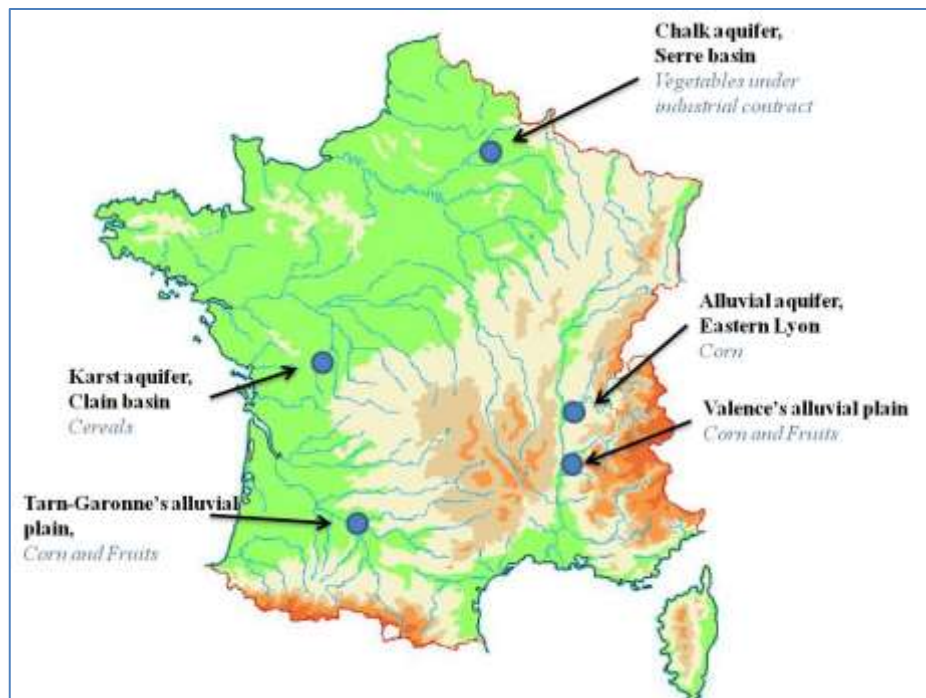 Chalk aquifer,
Serre basin
Vegetables under
industrial contract
Alluvial aquifer,
Eastern Lyon
Corn
Karst aquifer,
Clain basin
Cereals
Valence's alluvial plain
Corn and Fruits
Tarn-Garonne's alluvial
plain,
Corn and Fruits